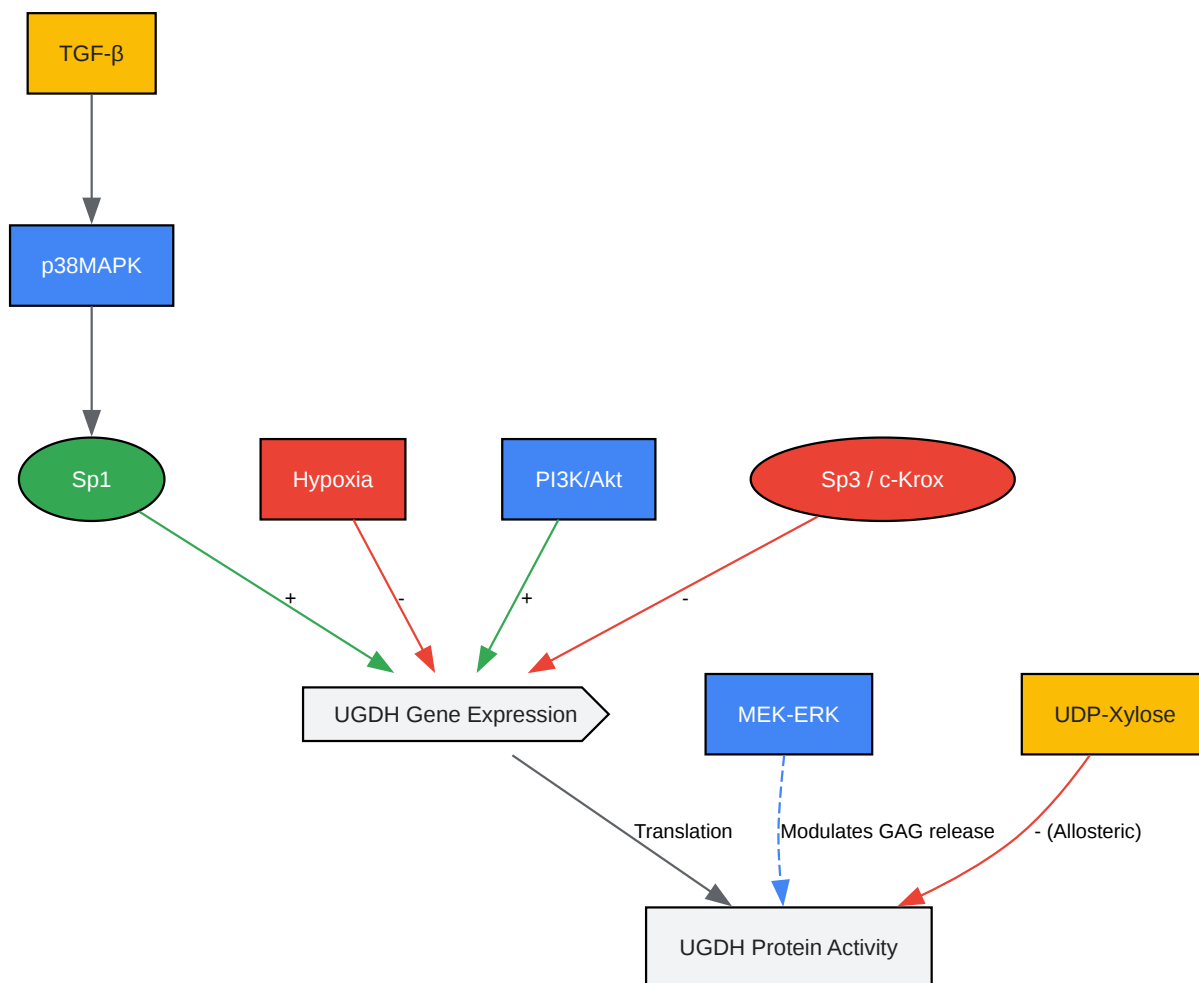 TGF-β
p38MAPK
Sp1
Hypoxia
PI3K/Akt
Sp3 / c-Krox
+
-
+
-
UGDH Gene Expression
MEK-ERK
UDP-Xylose
Translation
Modulates GAG release
- (Allosteric)
UGDH Protein Activity